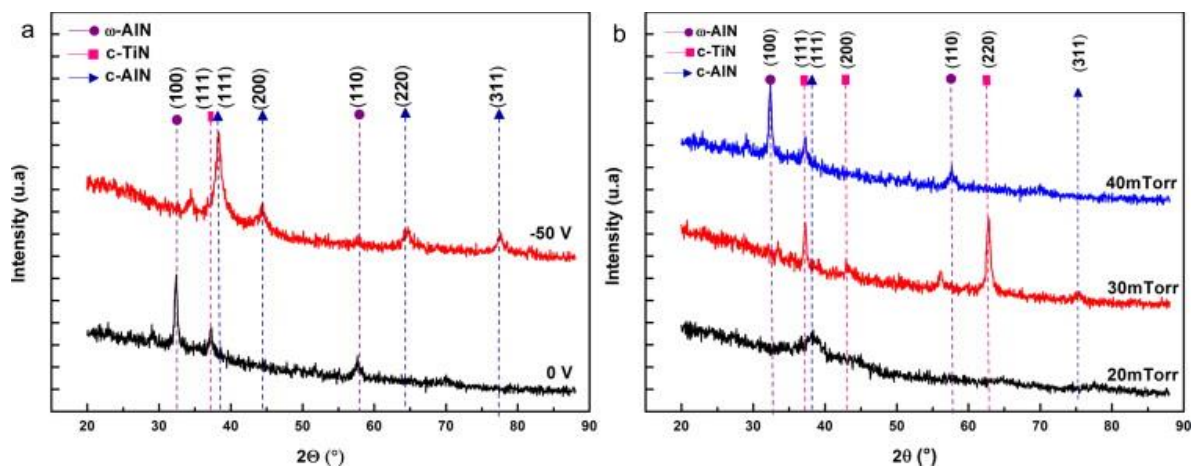 a
ω-AlN
c-TiN
c-AlN
(100)
(111)
(111)
(200)
(110)
(220)
(311)
-50 V
0 V
Intensity (u.a)
20 30 40 50 60 70 80 90
2Θ (°)
b
ω-AlN
c-TiN
c-AlN
(100)
(111)
(111)
(200)
(110)
(220)
(311)
40mTorr
30mTorr
20mTorr
Intensity (u.a)
20 30 40 50 60 70 80 90
2θ (°)